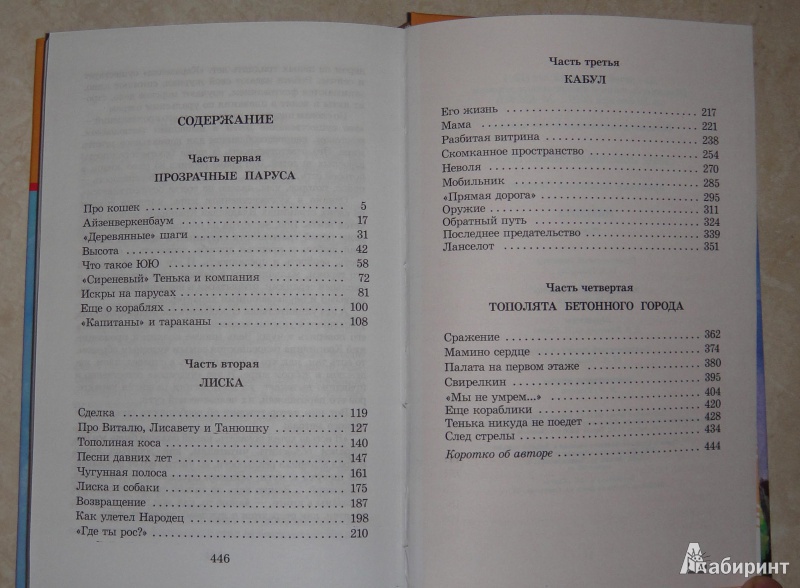 СОДЕРЖАНИЕ
Часть первая
ПРОЗРАЧНЫЕ ПАРУСА
Про кошек 5
Айзенверкенбаум 17
«Деревянные» шаги 31
Высота 42
Что такое ЮЮ 58
«Сиреневый» Тенька и компания 72
Искры на парусах 81
Еще о кораблях 100
«Капитаны» и тараканы 108
Часть вторая
ЛИСКА
Сделка 119
Про Виталю, Лисавету и Танюшку 127
Тополиная коса 140
Песни давних лет 147
Чугунная полоса 161
Лиска и собаки 175
Возвращение 187
Как улетел Народец 198
«Где ты рос?» 210
446
Часть третья
КАБУЛ
Его жизнь 217
Мама 221
Разбитая витрина 238
Скомканное пространство 254
Неволя 270
Мобильник 285
«Прямая дорога» 295
Оружие 311
Обратный путь 324
Последнее предательство 339
Ланселот 351
Часть четвертая
ТОПОЛЯТА БЕТОННОГО ГОРОДА
Сражение 362
Мамино сердце 374
Палата на первом этаже 380
Свирелкин 395
«Мы не умрем...» 404
Еще кораблики 420
Тенька никуда не поедет 428
След стрелы 434
Коротко об авторе 444
Лабиринт